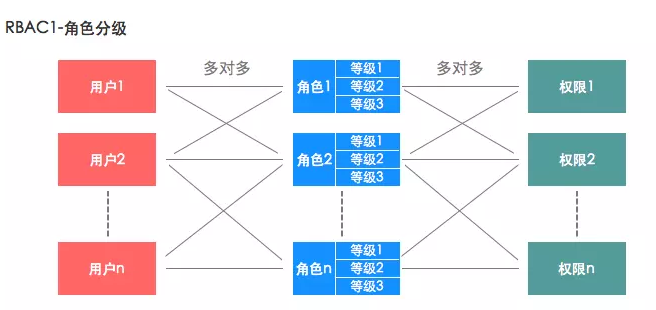 RBAC1-角色分级
多对多
多对多
用户1
角色1
等级1
等级2
等级3
权限1
用户2
角色2
等级1
等级2
等级3
权限2
用户n
角色n
等级1
等级2
等级3
权限n